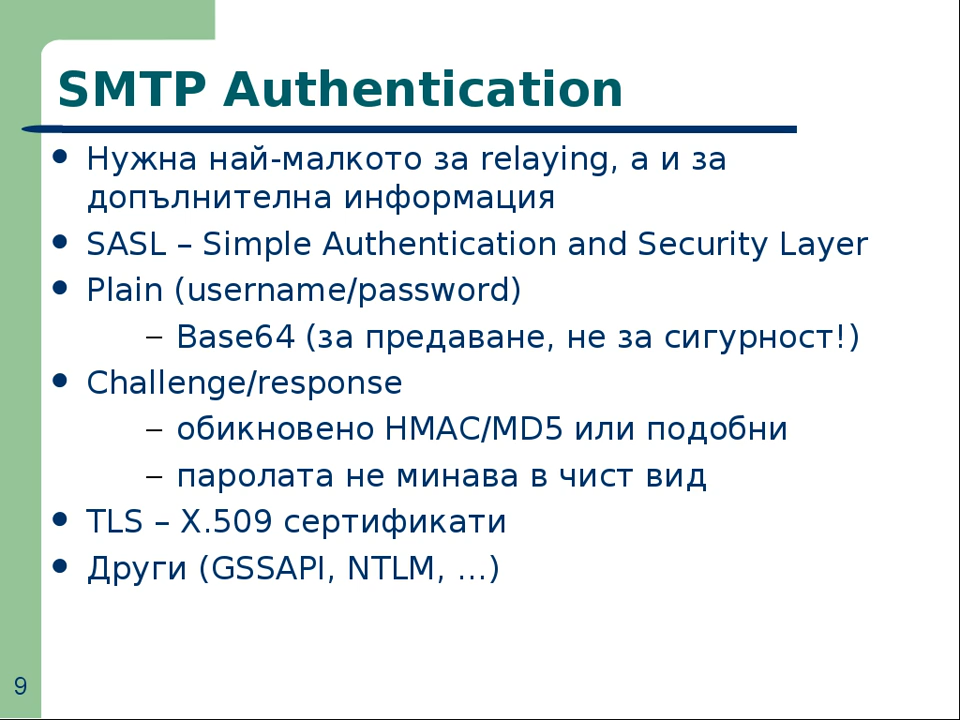 SMTP Authentication
● Нужна най-малкото за relaying, а и за
допълнителна информация
● SASL – Simple Authentication and Security Layer
● Plain (username/password)
– Base64 (за предаване, не за сигурност!)
● Challenge/response
– обикновено HMAC/MD5 или подобни
– паролата не минава в чист вид
● TLS – X.509 сертификати
● Други (GSSAPI, NTLM, ...)
9